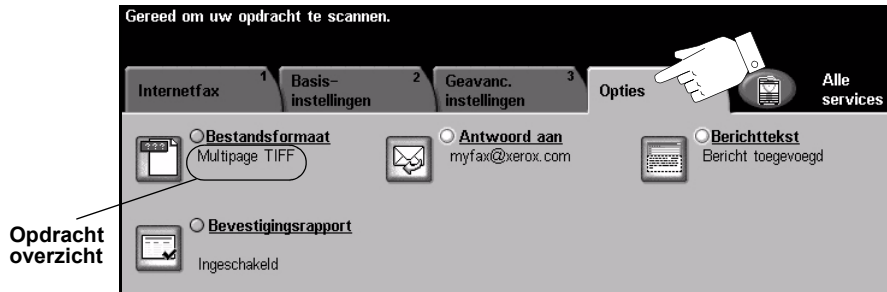 Gereed om uw opdracht te scannen.
Internetfax 1
Basis- 2
instellingen
Geavanc. 3
instellingen
Opties
Alle
services
???
Bestandsformaat
Multipage TIFF
Antwoord aan
myfax@xerox.com
Berichttekst
Bericht toegevoegd
Opdracht
overzicht
Bevestigingsrapport
Ingeschakeld